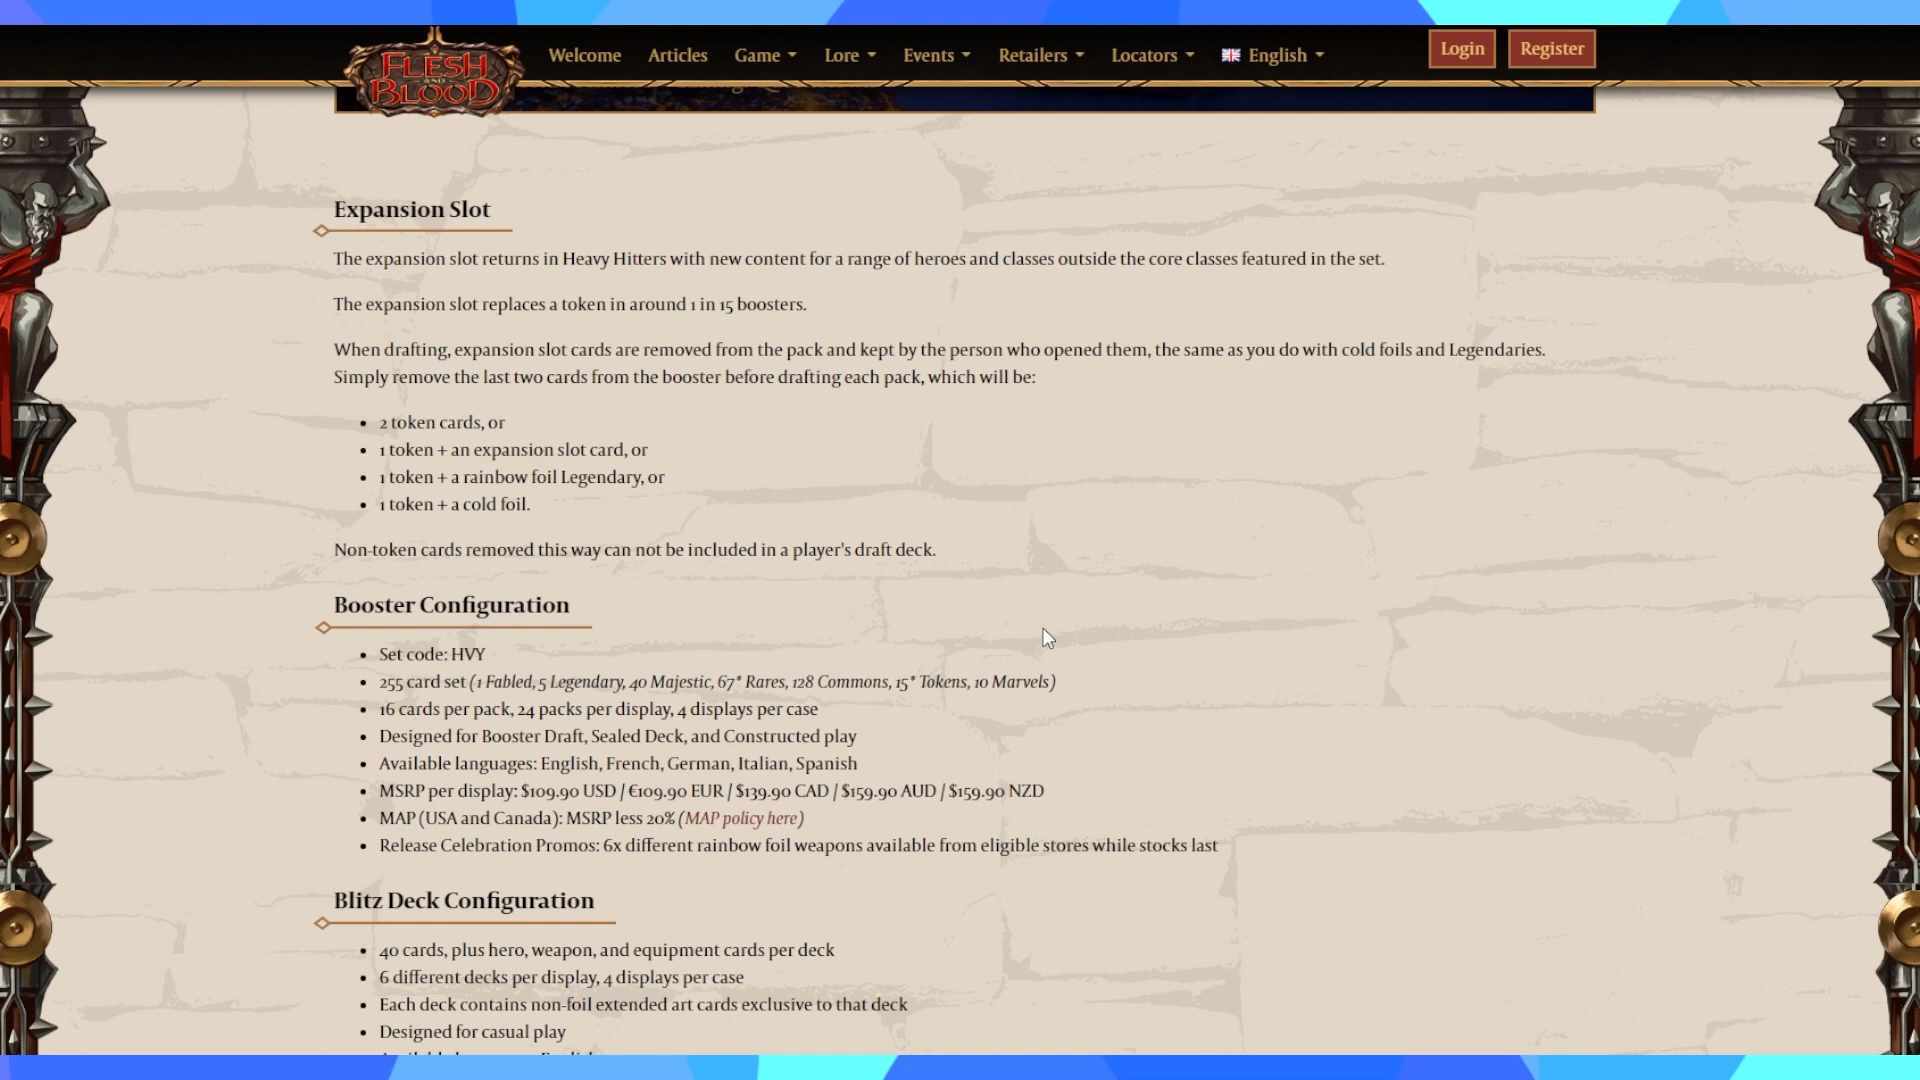 FLESH
AND
BLOOD
Welcome
Articles
Game
Lore
Events
Retailers
Locators
English
Login
Register
Expansion Slot
The expansion slot returns in Heavy Hitters with new content for a range of heroes and classes outside the core classes featured in the set.
The expansion slot replaces a token in around 1 in 15 boosters.
When drafting, expansion slot cards are removed from the pack and kept by the person who opened them, the same as you do with cold foils and Legendaries.
Simply remove the last two cards from the booster before drafting each pack, which will be:
• 2 token cards, or
• 1 token + an expansion slot card, or
• 1 token + a rainbow foil Legendary, or
• 1 token + a cold foil.
Non-token cards removed this way can not be included in a player's draft deck.
Booster Configuration
• Set code: HVY
• 255 card set (1 Fabled, 5 Legendary, 40 Majestic, 67* Rares, 128 Commons, 15* Tokens, 10 Marvels)
• 16 cards per pack, 24 packs per display, 4 displays per case
• Designed for Booster Draft, Sealed Deck, and Constructed play
• Available languages: English, French, German, Italian, Spanish
• MSRP per display: $109.90 USD / €109.90 EUR / $139.90 CAD / $159.90 AUD / $159.90 NZD
• MAP (USA and Canada): MSRP less 20% (MAP policy here)
• Release Celebration Promos: 6x different rainbow foil weapons available from eligible stores while stocks last
Blitz Deck Configuration
• 40 cards, plus hero, weapon, and equipment cards per deck
• 6 different decks per display, 4 displays per case
• Each deck contains non-foil extended art cards exclusive to that deck
• Designed for casual play